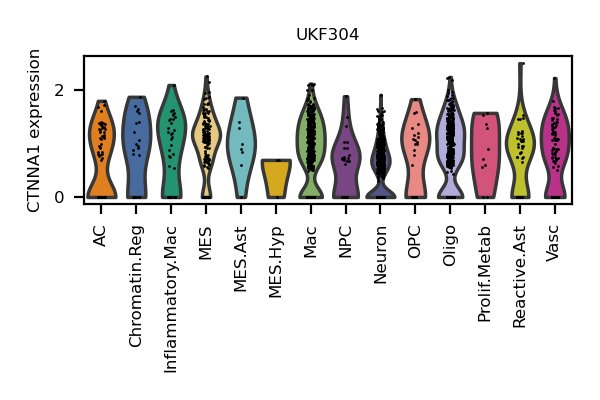 UKF304
CTNNA1 expression
2
0
AC
Chromatin.Reg
Inflammatory.Mac
MES
MES.Ast
MES.Hyp
Mac
NPC
Neuron
OPC
Oligo
Prolif.Metab
Reactive.Ast
Vasc